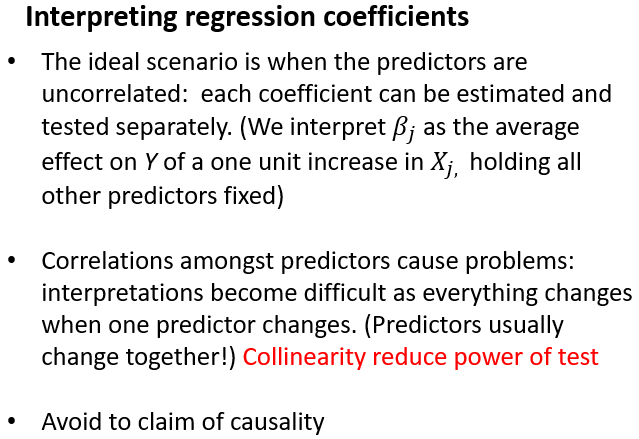 Interpreting regression coefficients
• The ideal scenario is when the predictors are
uncorrelated: each coefficient can be estimated and
tested separately. (We interpret βj as the average
effect on Y of a one unit increase in Xj, holding all
other predictors fixed)
• Correlations amongst predictors cause problems:
interpretations become difficult as everything changes
when one predictor changes. (Predictors usually
change together!) Collinearity reduce power of test
• Avoid to claim of causality